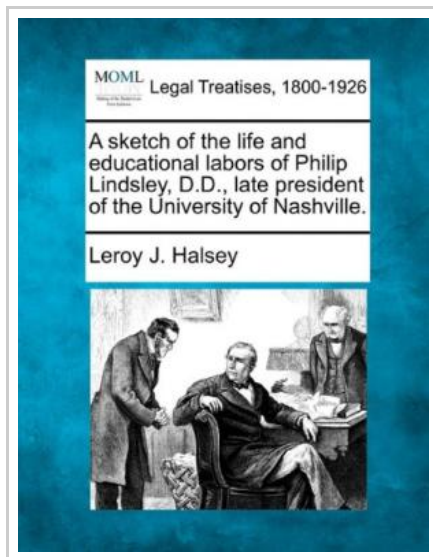 MOML
Legal Treatises, 1800-1926
A sketch of the life and
educational labors of Philip
Lindsley, D.D., late president
of the University of Nashville.
Leroy J. Halsey